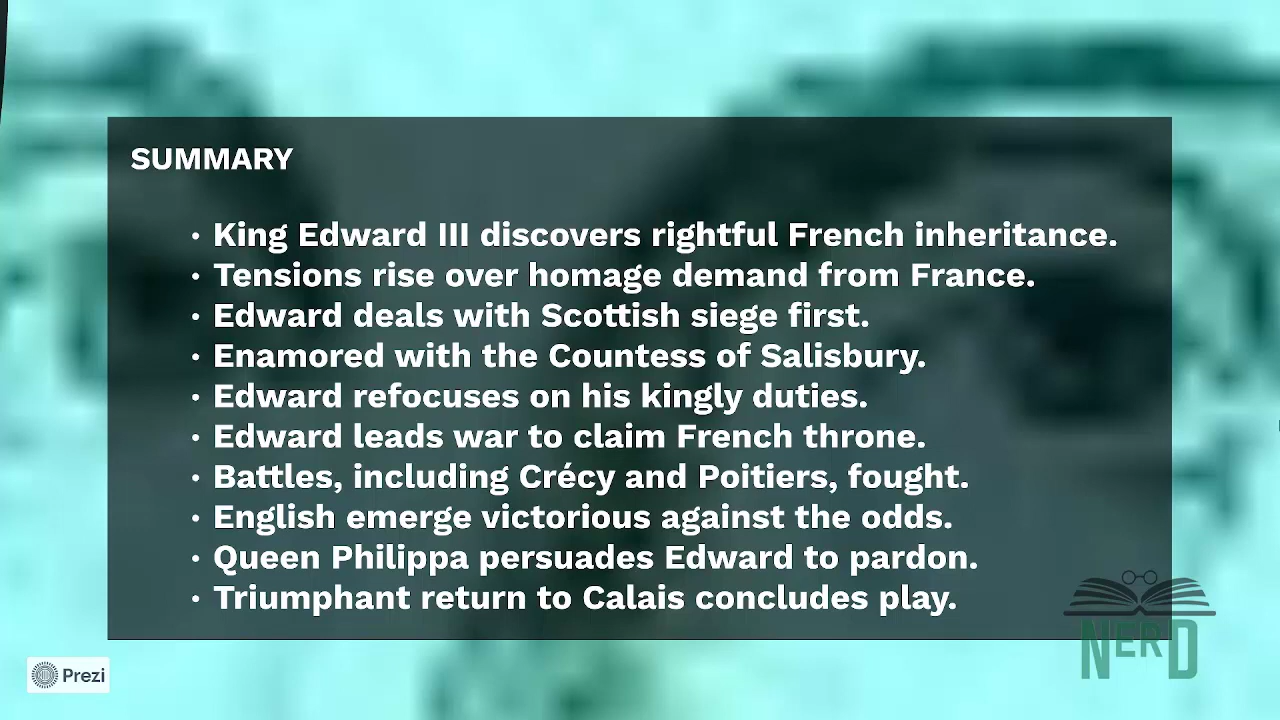 SUMMARY
• King Edward III discovers rightful French inheritance.
• Tensions rise over homage demand from France.
• Edward deals with Scottish siege first.
• Enamored with the Countess of Salisbury.
• Edward refocuses on his kingly duties.
• Edward leads war to claim French throne.
• Battles, including Crécy and Poitiers, fought.
• English emerge victorious against the odds.
• Queen Philippa persuades Edward to pardon.
• Triumphant return to Calais concludes play.
NERD
Prezi